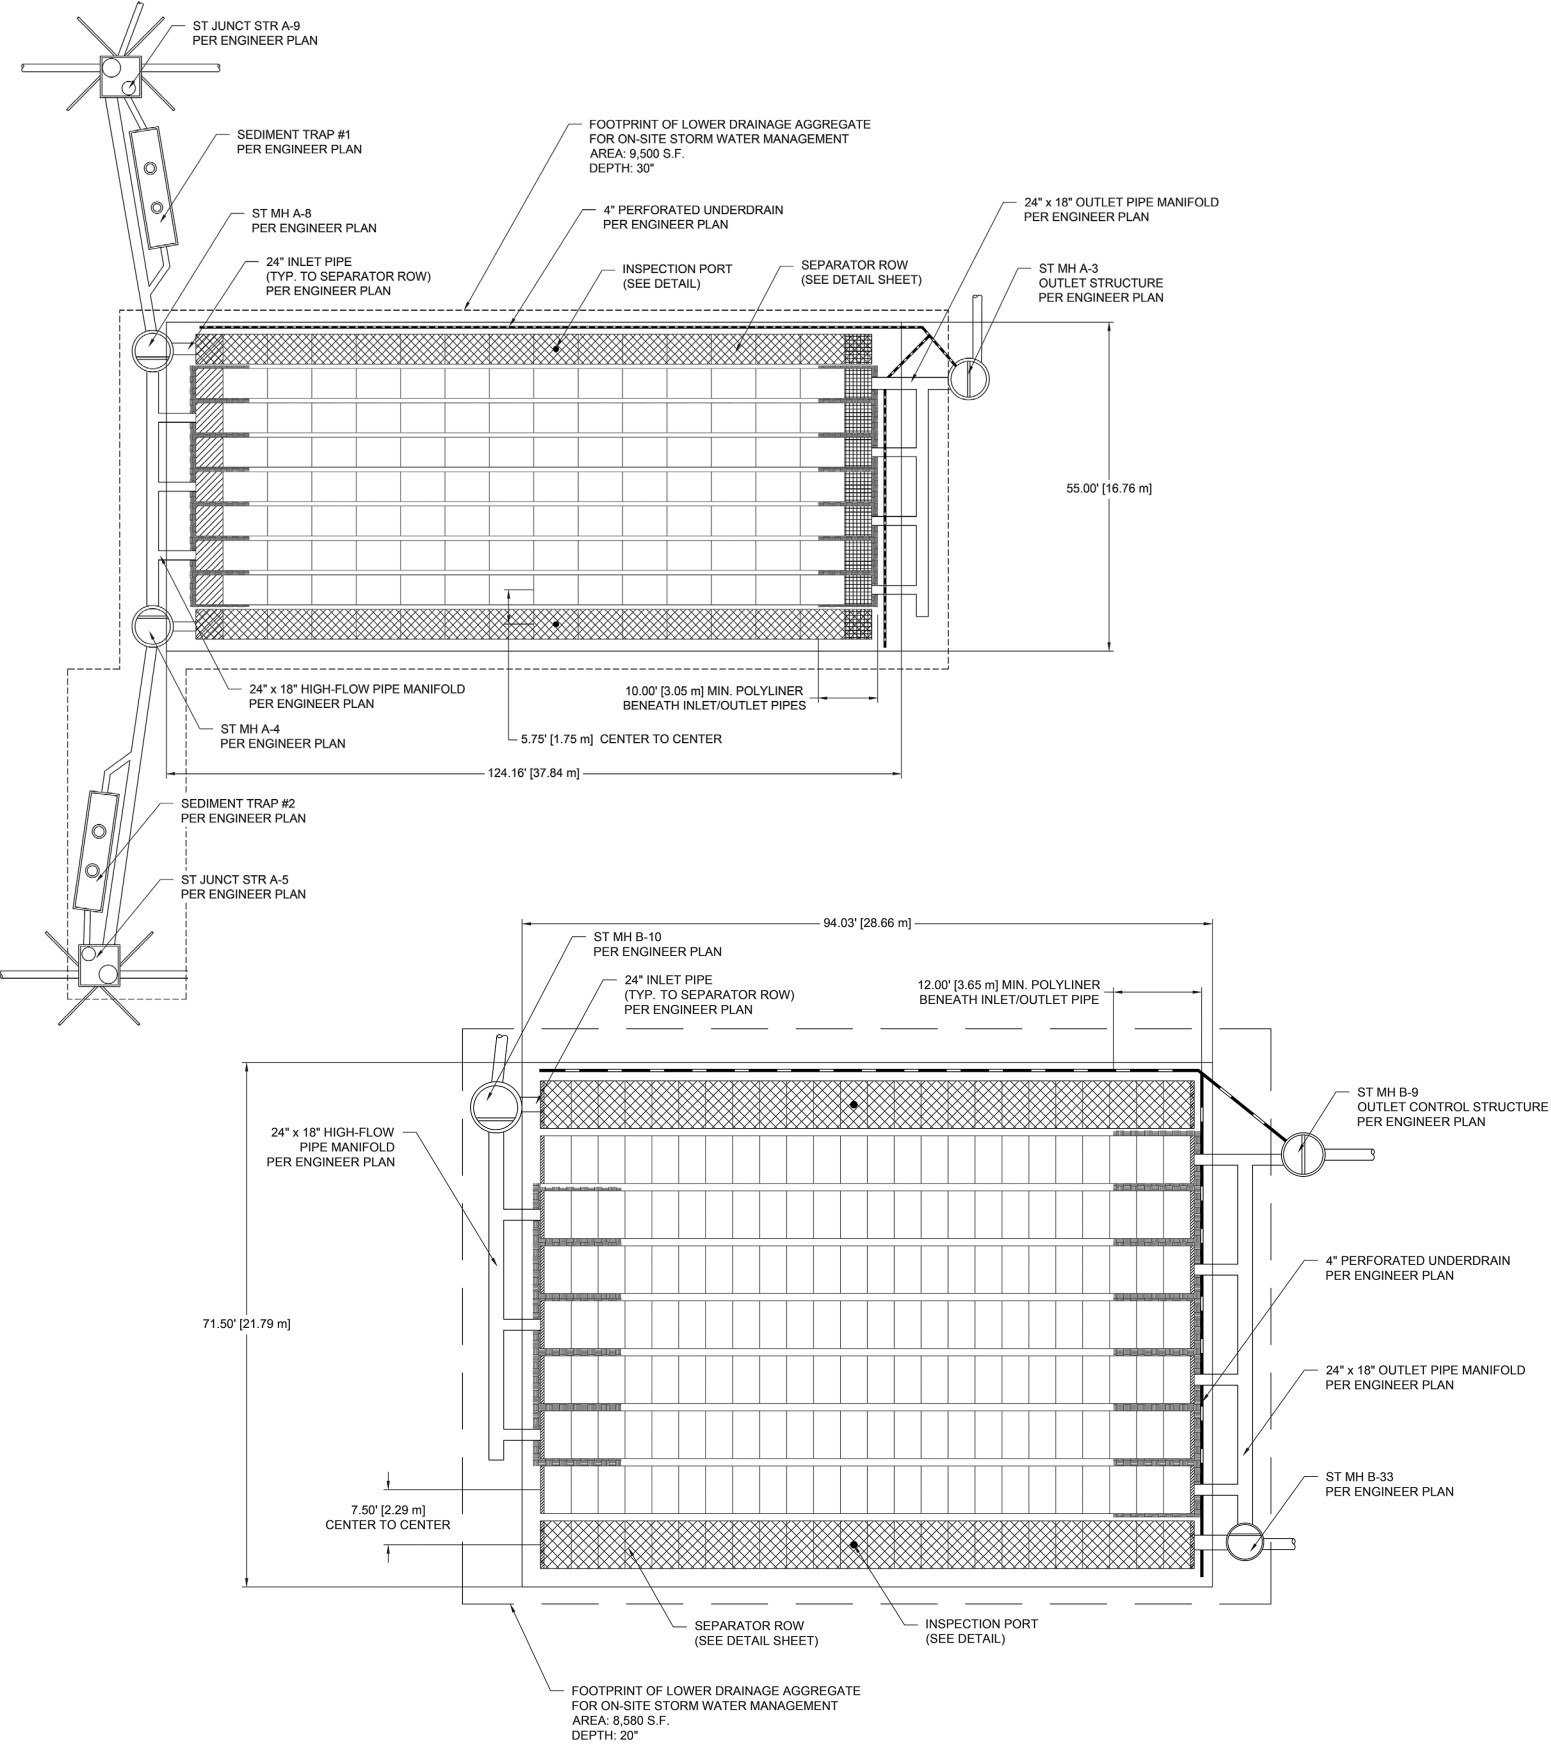 ST JUNCT STR A-9
PER ENGINEER PLAN
SEDIMENT TRAP #1
PER ENGINEER PLAN
FOOTPRINT OF LOWER DRAINAGE AGGREGATE
FOR ON-SITE STORM WATER MANAGEMENT
AREA: 9,500 S.F.
DEPTH: 30"
4" PERFORATED UNDERDRAIN
PER ENGINEER PLAN
24" x 18" OUTLET PIPE MANIFOLD
PER ENGINEER PLAN
ST MH A-8
PER ENGINEER PLAN
24" INLET PIPE
(TYP. TO SEPARATOR ROW)
PER ENGINEER PLAN
INSPECTION PORT
(SEE DETAIL)
SEPARATOR ROW
(SEE DETAIL SHEET)
ST MH A-3
OUTLET STRUCTURE
PER ENGINEER PLAN
55.00' [16.76 m]
24" x 18" HIGH-FLOW PIPE MANIFOLD
PER ENGINEER PLAN
10.00' [3.05 m] MIN. POLYLINER
BENEATH INLET/OUTLET PIPES
ST MH A-4
PER ENGINEER PLAN
5.75' [1.75 m] CENTER TO CENTER
124.16' [37.84 m]
SEDIMENT TRAP #2
PER ENGINEER PLAN
ST JUNCT STR A-5
PER ENGINEER PLAN
94.03' [28.66 m]
ST MH B-10
PER ENGINEER PLAN
24" INLET PIPE
(TYP. TO SEPARATOR ROW)
PER ENGINEER PLAN
12.00' [3.65 m] MIN. POLYLINER
BENEATH INLET/OUTLET PIPE
ST MH B-9
OUTLET CONTROL STRUCTURE
PER ENGINEER PLAN
24" x 18" HIGH-FLOW
PIPE MANIFOLD
PER ENGINEER PLAN
4" PERFORATED UNDERDRAIN
PER ENGINEER PLAN
71.50' [21.79 m]
24" x 18" OUTLET PIPE MANIFOLD
PER ENGINEER PLAN
ST MH B-33
PER ENGINEER PLAN
7.50' [2.29 m]
CENTER TO CENTER
SEPARATOR ROW
(SEE DETAIL SHEET)
INSPECTION PORT
(SEE DETAIL)
FOOTPRINT OF LOWER DRAINAGE AGGREGATE
FOR ON-SITE STORM WATER MANAGEMENT
AREA: 8,580 S.F.
DEPTH: 20"